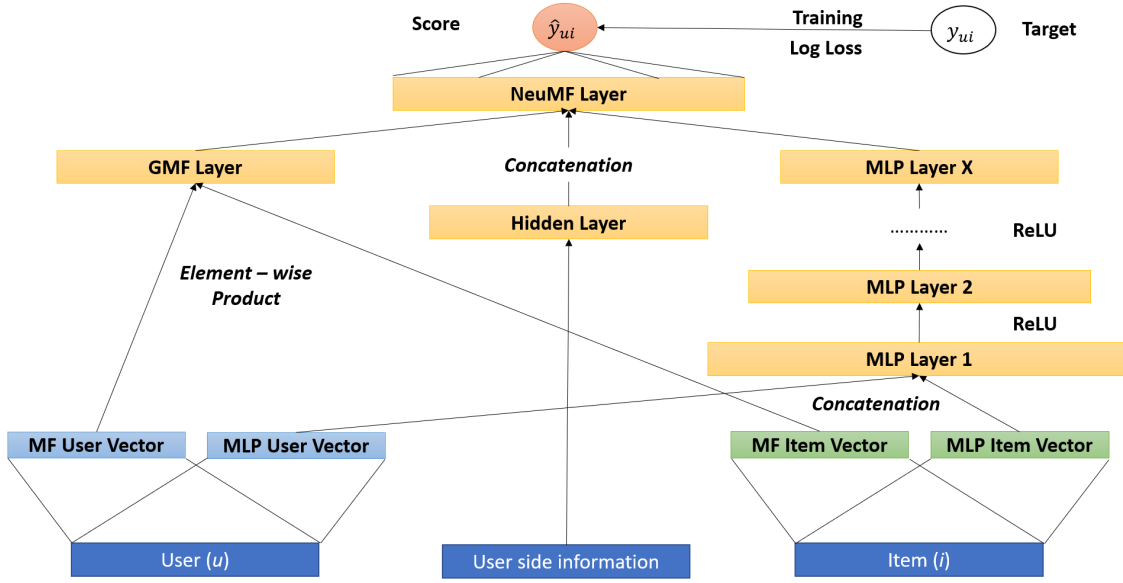 Score
ŷ_ui
Training
Log Loss
y_ui
Target
NeuMF Layer
GMF Layer
Concatenation
MLP Layer X
Hidden Layer
............
ReLU
Element – wise
Product
MLP Layer 2
ReLU
MLP Layer 1
Concatenation
MF User Vector
MLP User Vector
MF Item Vector
MLP Item Vector
User (u)
User side information
Item (i)